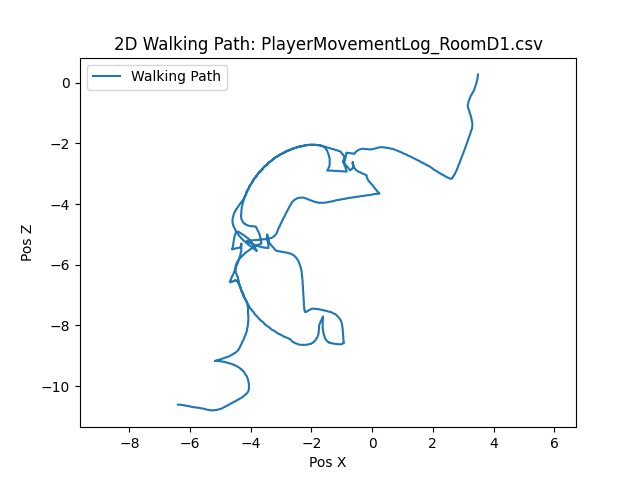 2D Walking Path: PlayerMovementLog_RoomD1.csv
Walking Path
0
−2
−4
−6
−8
−10
Pos Z
−8 −6 −4 −2 0 2 4 6
Pos X